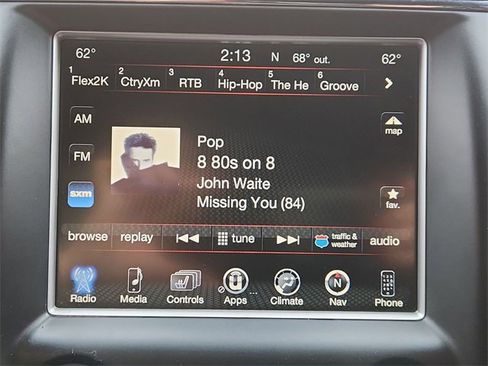 62° 2:13 N 68° out. 62°
1 Flex2K 2 CtryXm 3 RTB 4 Hip-Hop 5 The He 6 Groove
AM
map
Pop
FM
8 80s on 8
John Waite
sxm
fav.
Missing You (84)
browse replay tune traffic & weather audio
Radio Media Controls Apps Climate Nav Phone